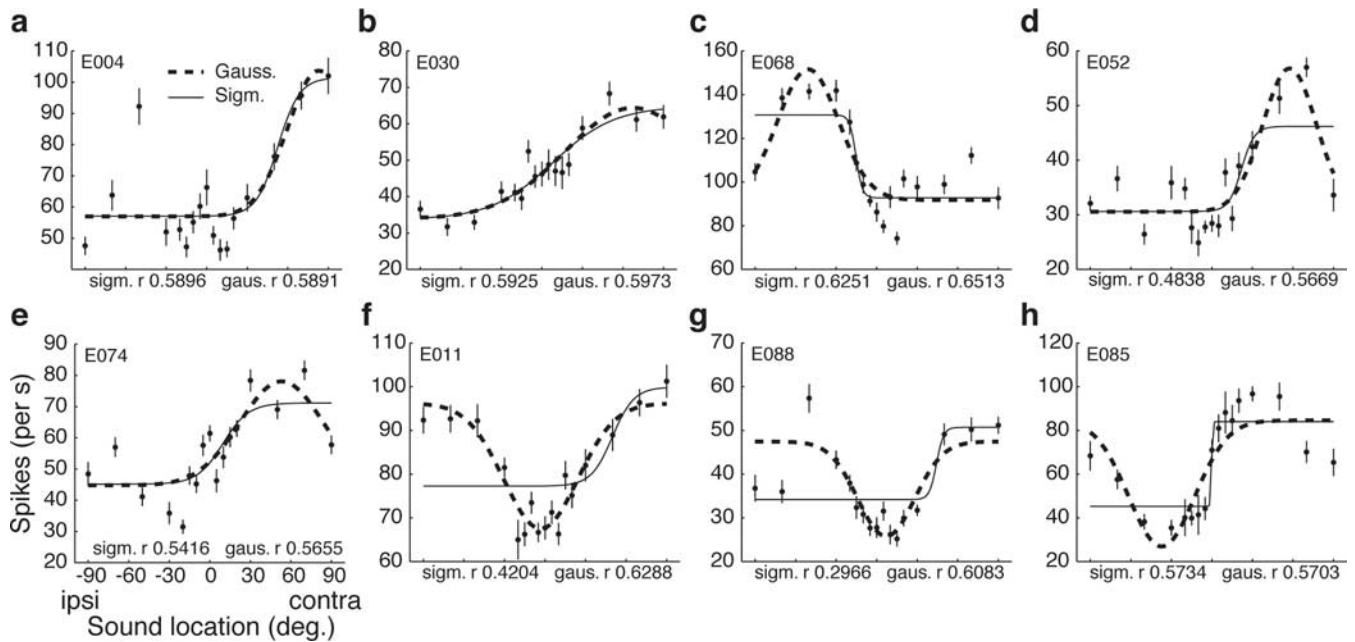 a
110
100
90
80
70
60
50
E004
Gauss.
Sigm.
sigm. r 0.5896 gaus. r 0.5891
b
80
70
60
50
40
30
20
E030
sigm. r 0.5925 gaus. r 0.5973
c
160
140
120
100
80
60
E068
sigm. r 0.6251 gaus. r 0.6513
d
60
50
40
30
20
E052
sigm. r 0.4838 gaus. r 0.5669
e
90
80
70
60
50
40
30
20
E074
sigm. r 0.5416 gaus. r 0.5655
-90 -60 -30 0 30 60 90
ipsi contra
Sound location (deg.)
Spikes (per s)
f
110
100
90
80
70
60
E011
sigm. r 0.4204 gaus. r 0.6288
g
70
60
50
40
30
20
E088
sigm. r 0.2966 gaus. r 0.6083
h
120
100
80
60
40
20
E085
sigm. r 0.5734 gaus. r 0.5703